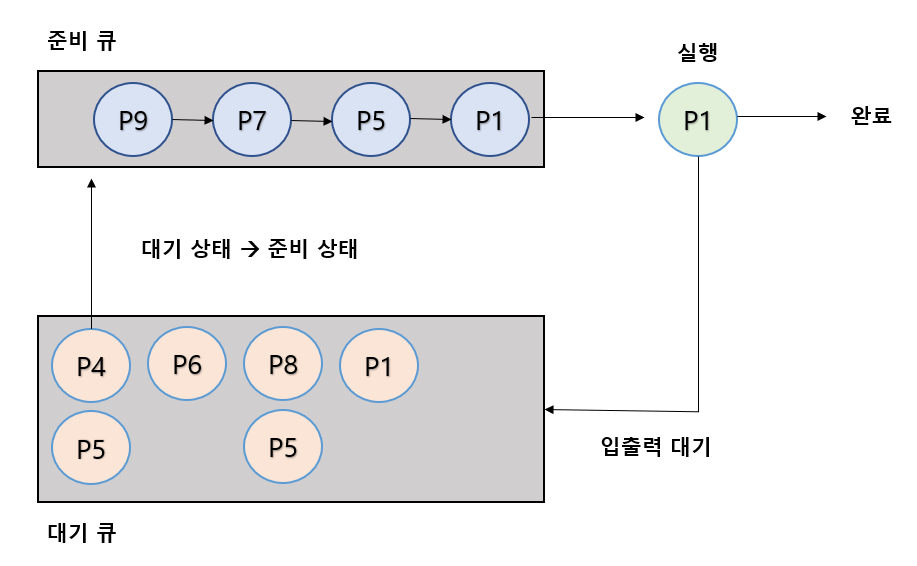 준비 큐
실행
P9
P7
P5
P1
P1
완료
대기 상태 → 준비 상태
P4
P6
P8
P1
P5
P5
입출력 대기
대기 큐